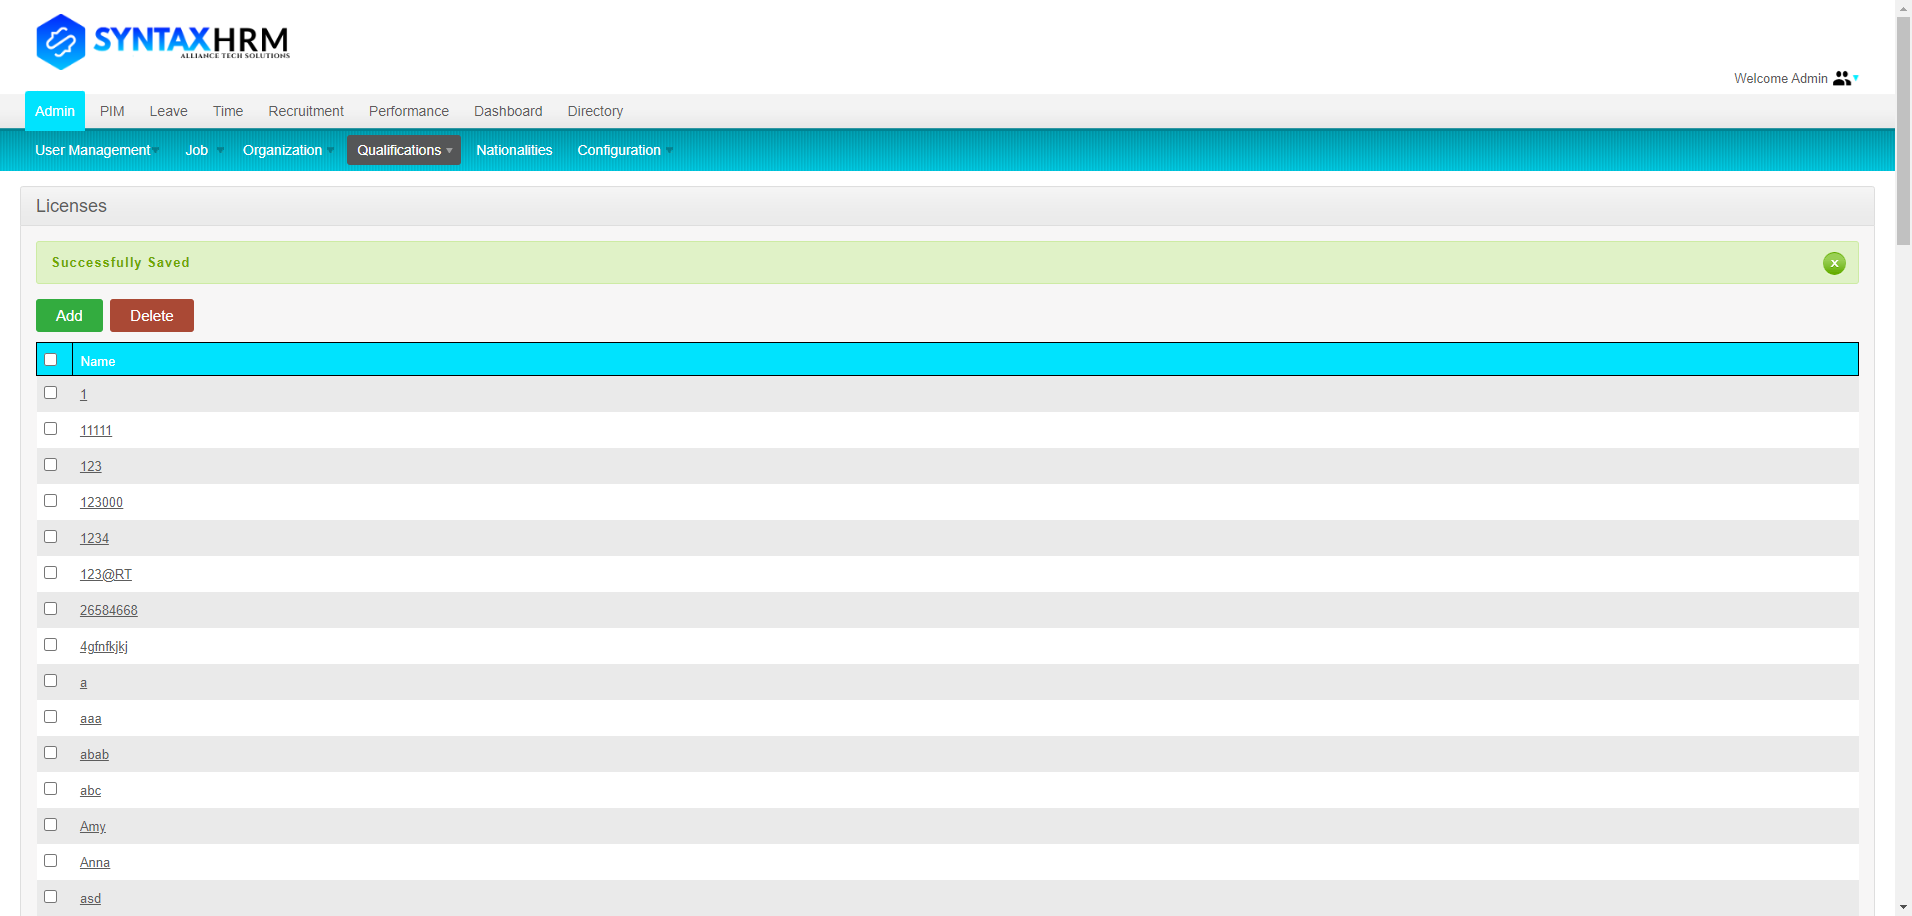 SYNTAXHRM
ALLIANCE TECH SOLUTIONS
Welcome Admin
Admin PIM Leave Time Recruitment Performance Dashboard Directory
User Management Job Organization Qualifications Nationalities Configuration
Licenses
Successfully Saved
x
Add Delete
Name
1
11111
123
123000
1234
123@RT
26584668
4gfnfkjkj
a
aaa
abab
abc
Amy
Anna
asd